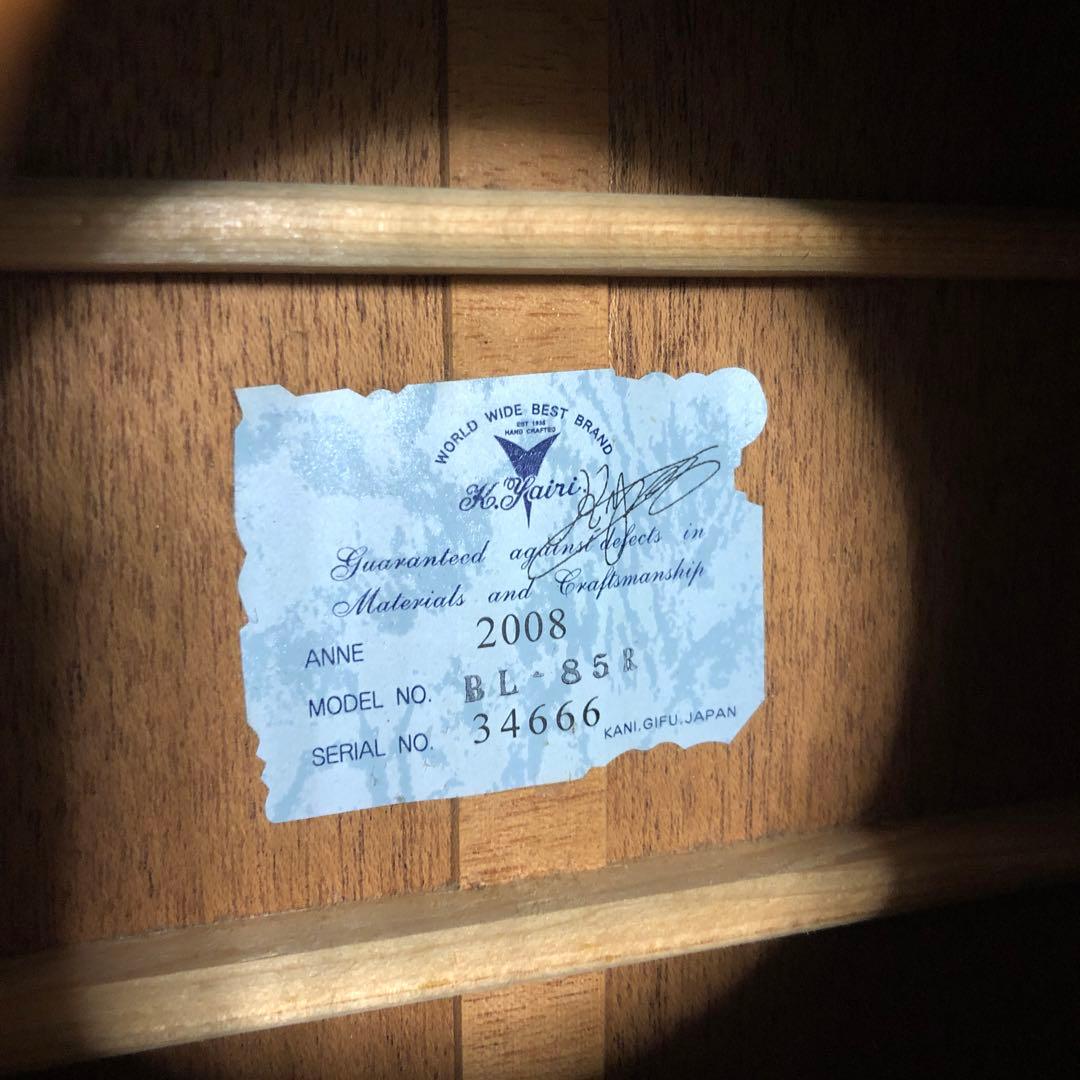 WORLD WIDE BEST BRAND
EST 1935
HAND CRAFTED
K.Yairi
Guaranteed against defects in
Materials and Craftsmanship
ANNE 2008
MODEL NO. BL-85R
SERIAL NO. 34666
KANI.GIFU.JAPAN